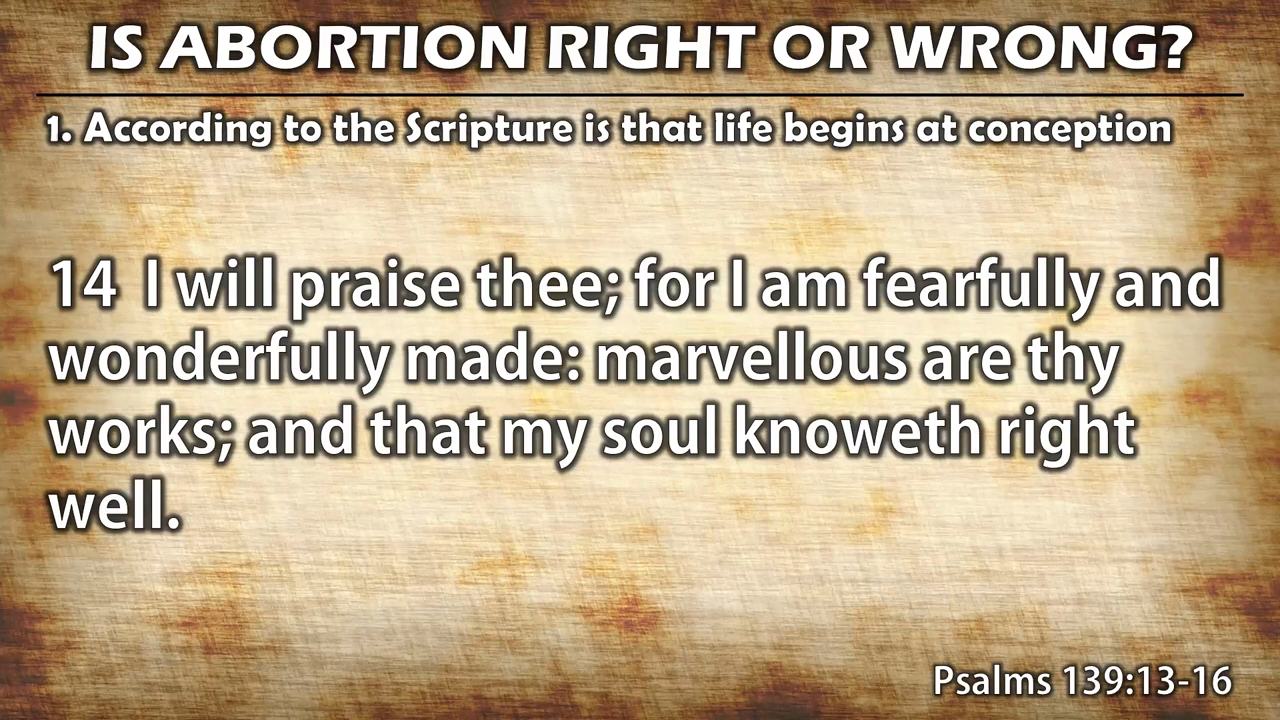 IS ABORTION RIGHT OR WRONG?
1. According to the Scripture is that life begins at conception
14 I will praise thee; for I am fearfully and
wonderfully made: marvellous are thy
works; and that my soul knoweth right
well.
Psalms 139:13-16